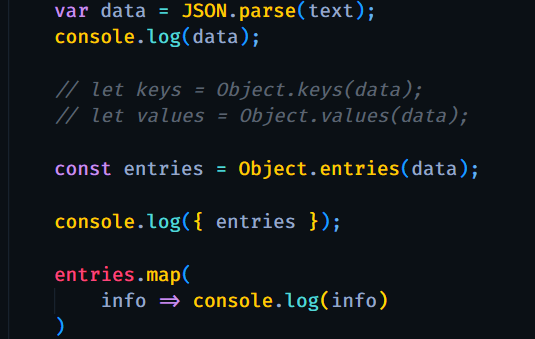 var data = JSON.parse(text);
console.log(data);
// let keys = Object.keys(data);
// let values = Object.values(data);
const entries = Object.entries(data);
console.log({ entries });
entries.map(
info => console.log(info)
)